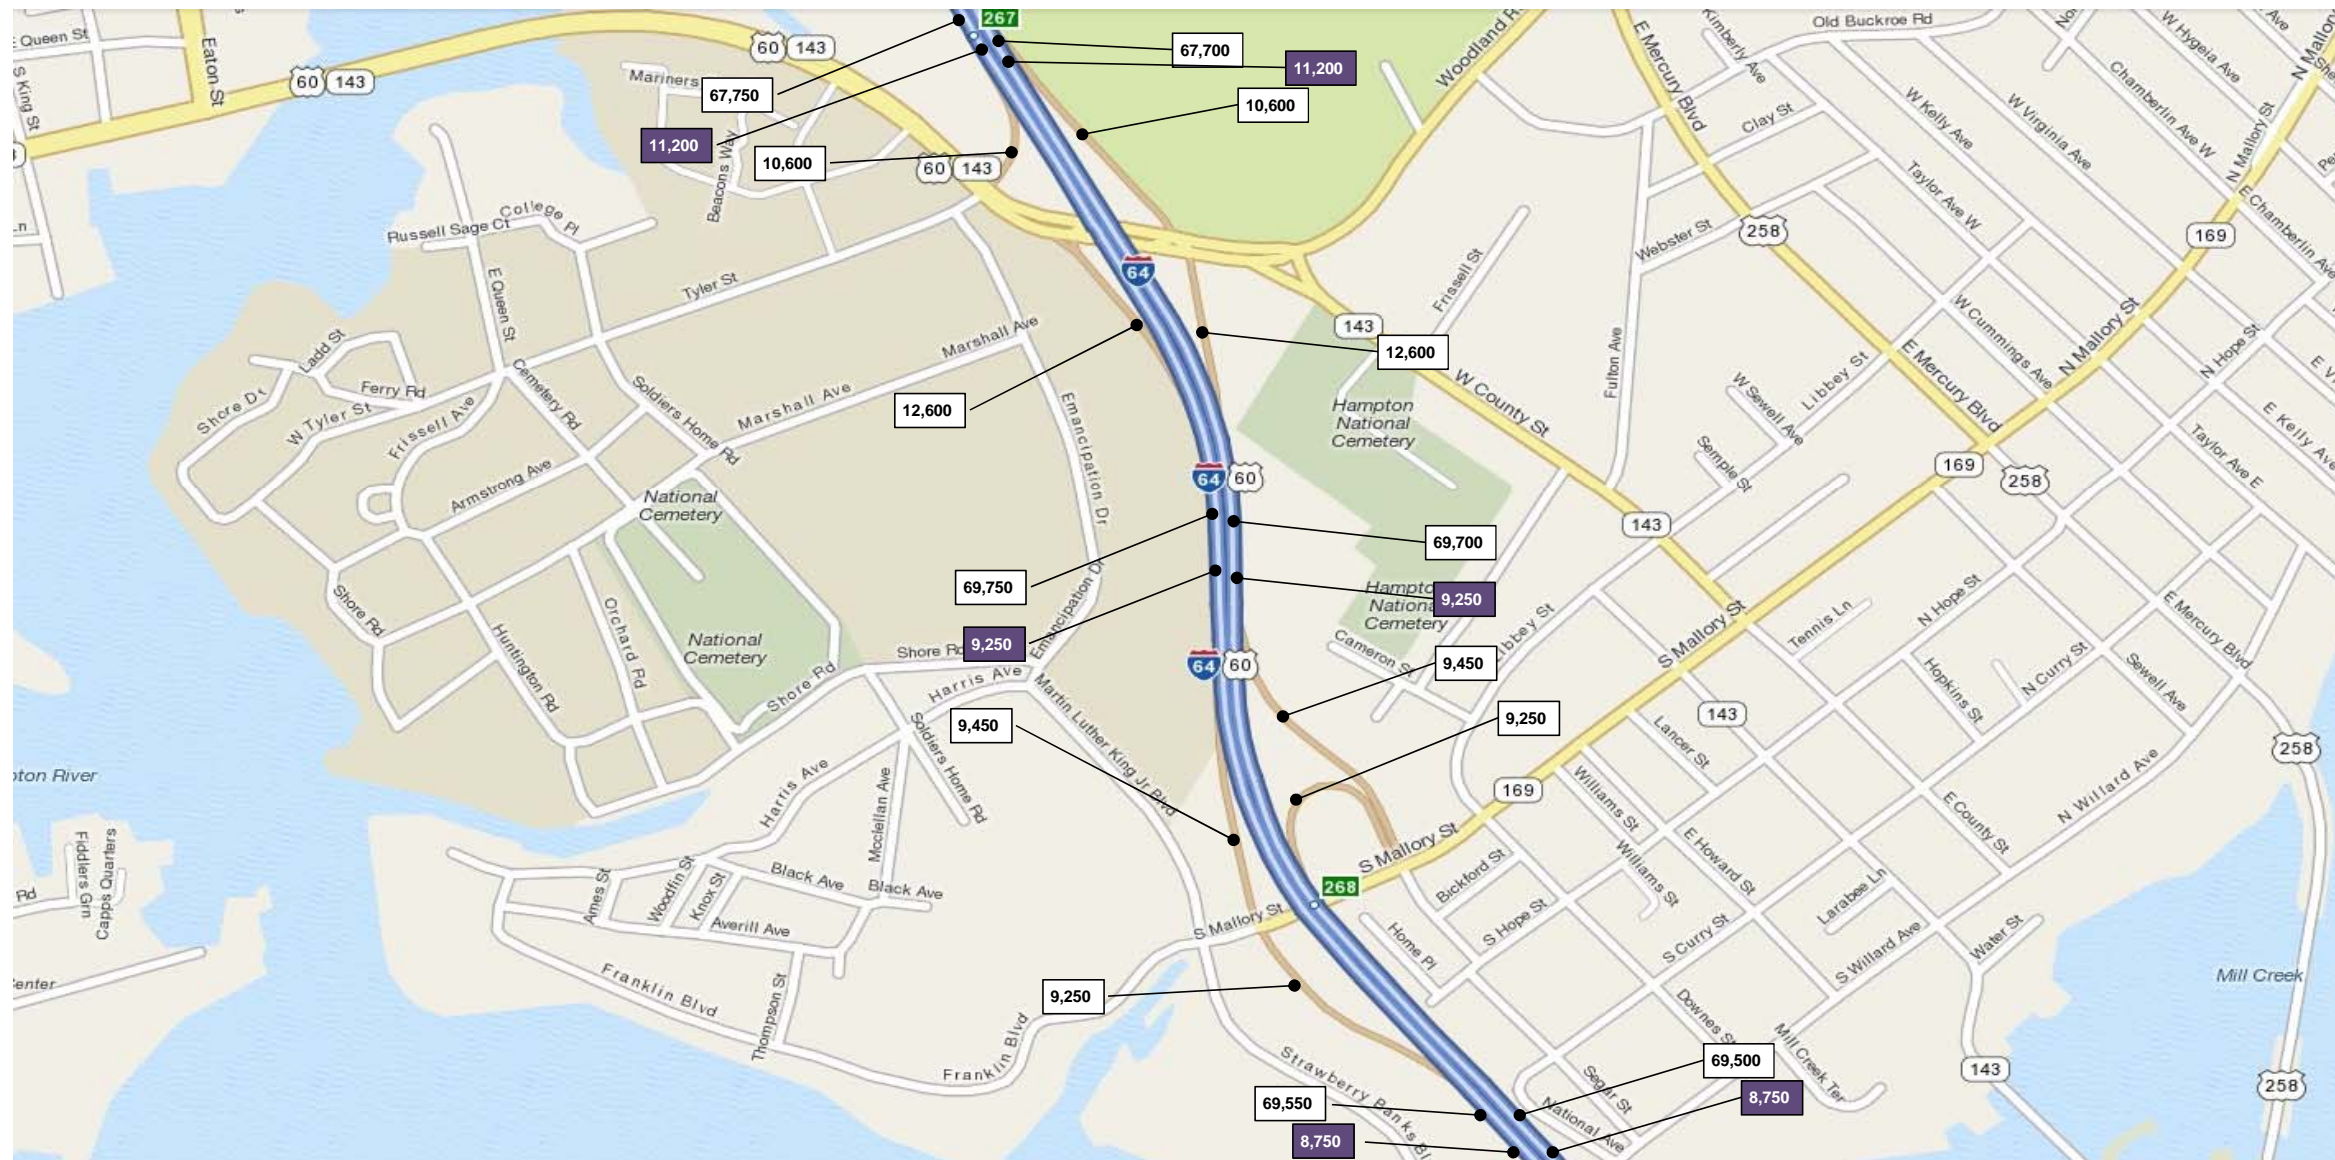 267
E Queen St
Eaton St
S King St
60
143
60
143
67,700
11,200
67,750
10,600
11,200
10,600
Mariners
Beacons Way
60
143
Woodland R
E Mercury Blvd
Kimberly Ave
Old Buckroe Rd
W Hygeia Ave
N Mallory St
Chamberlin Ave W
W Kelly Ave
W Virginia Ave
Clay St
Taylor Ave W
E Chamberlin Ave
N Mallory
Webster St
258
169
College Pl
Russell Sage Ct
E Queen St
Tyler St
64
Frissell St
143
12,600
Marshall Ave
Marshall Ave
Ladd St
Ferry Rd
W Tyler St
Frissell Ave
Cemetery Rd
Soldiers Home Rd
12,600
Emancipation Dr
Hampton
National
Cemetery
W County St
Fulton Ave
W Sewell Ave
Libbey St
Semple St
W Cummings Ave
E Mercury Blvd
N Mallory St
N Hope St
E Kelly Ave
Taylor Ave E
169
258
Armstrong Ave
National
Cemetery
64
60
69,700
143
69,750
9,250
Hampto
Nationa
Cemetery
9,250
Emancipation Dr
Shore Rd
Orchard Rd
Huntington Rd
National
Cemetery
Shore Rd
Shore Rd
Harris Ave
64
60
9,450
Cameron St
Libbey St
S Mallory St
Tennis Ln
N Hope St
E Mercury Blvd
Hopkins St
N Curry St
Sewell Ave
9,450
9,250
143
258
Martin Luther King Jr Blvd
Soldiers Home Rd
Harris Ave
Mcclellan Ave
Lancer St
169
Williams St
E County St
N Willard Ave
Fiddlers Grn
Capps Quarters
Rd
Ames St
Woodfin St
Knox St
Black Ave
Black Ave
Averill Ave
268
S Mallory St
S Mallory St
Bickford St
Williams St
E Howard St
Larabee Ln
Home Pl
S Hope St
S Curry St
S Willard Ave
Water St
Mill Creek
Franklin Blvd
Thompson St
Franklin Blvd
9,250
Downes St
Mill Creek Ter
Strawberry Banks Bl
Segar St
National Ave
69,500
8,750
69,550
8,750
143
258